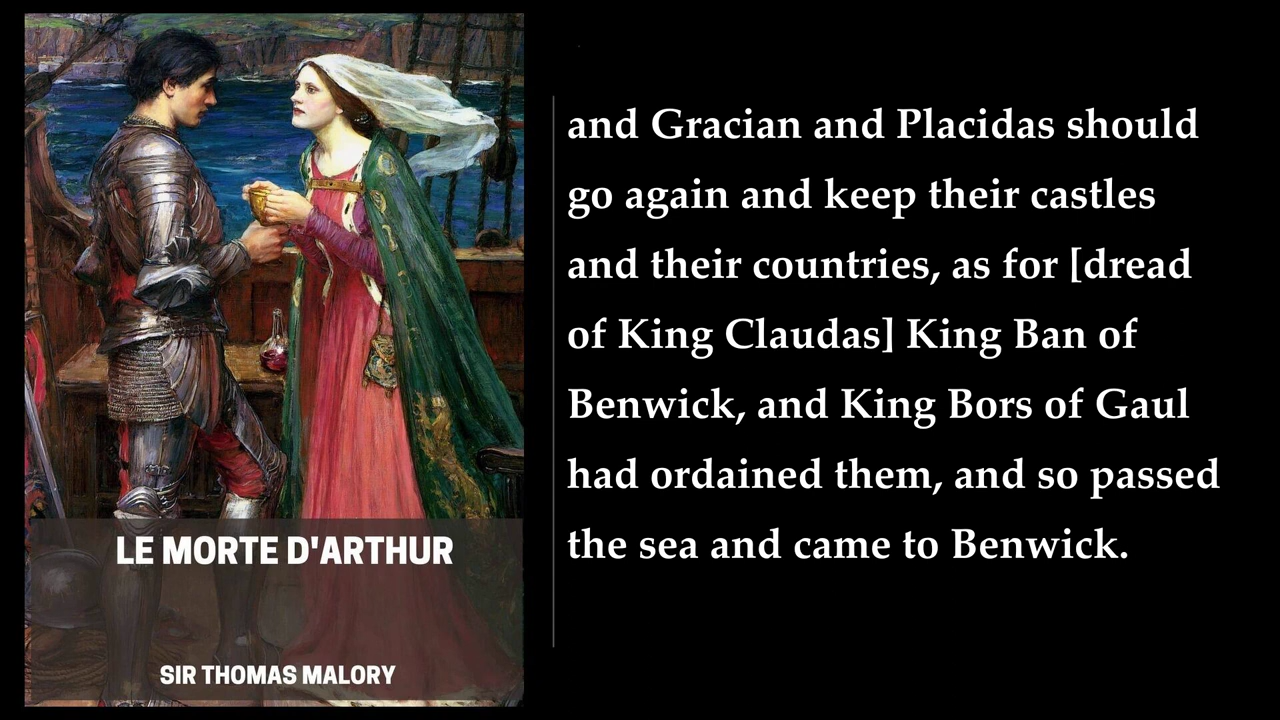 LE MORTE D'ARTHUR
SIR THOMAS MALORY
and Gracian and Placidas should
go again and keep their castles
and their countries, as for [dread
of King Claudas] King Ban of
Benwick, and King Bors of Gaul
had ordained them, and so passed
the sea and came to Benwick.